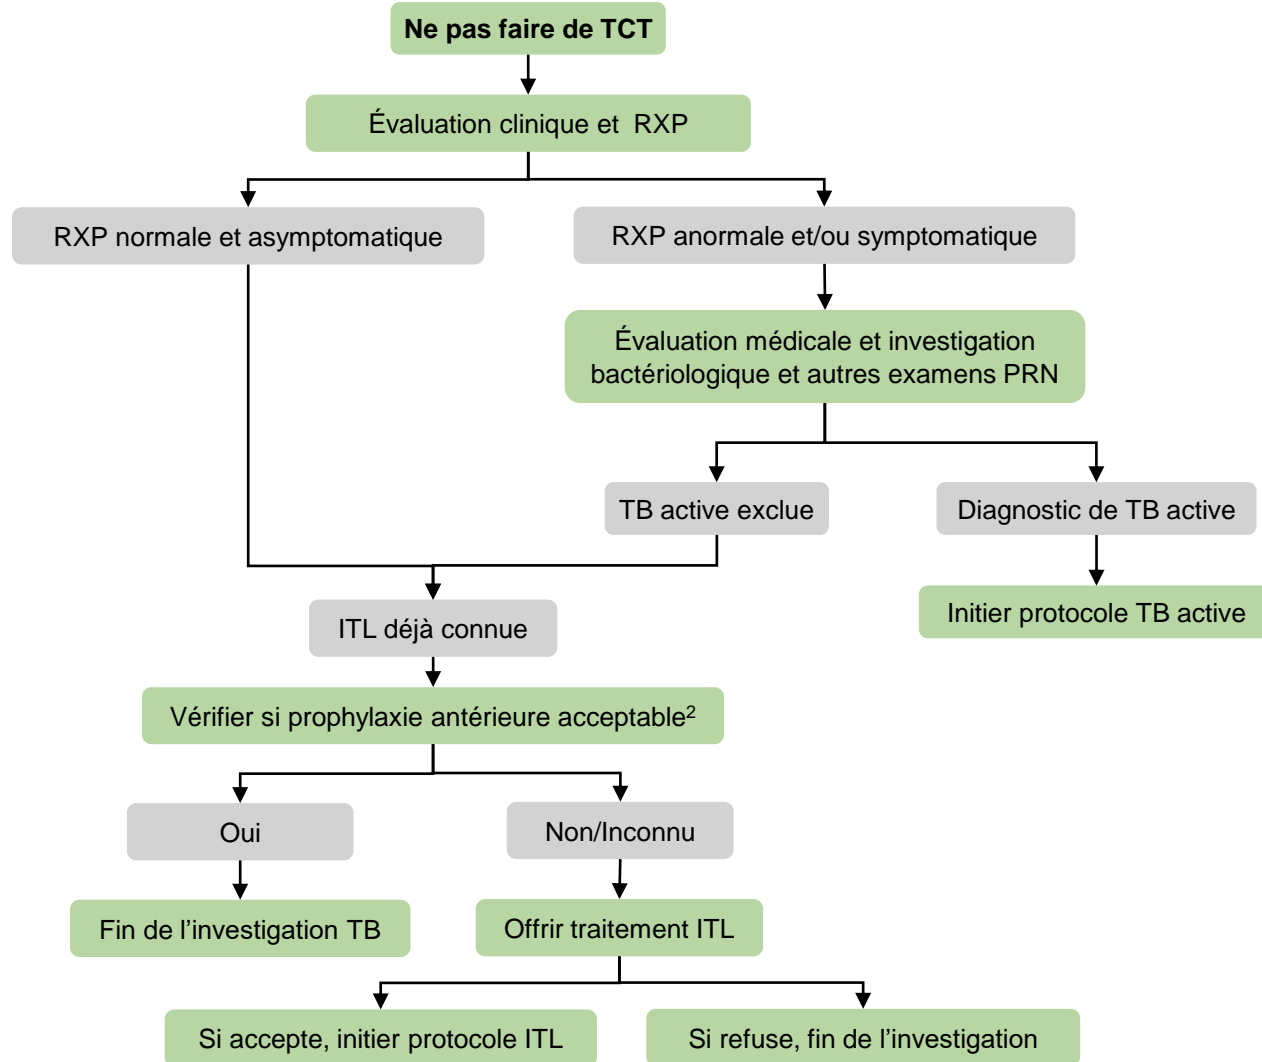 Ne pas faire de TCT
Évaluation clinique et RXP
RXP normale et asymptomatique
RXP anormale et/ou symptomatique
Évaluation médicale et investigation
bactériologique et autres examens PRN
TB active exclue
Diagnostic de TB active
Initier protocole TB active
ITL déjà connue
Vérifier si prophylaxie antérieure acceptable²
Oui
Non/Inconnu
Fin de l’investigation TB
Offrir traitement ITL
Si accepte, initier protocole ITL
Si refuse, fin de l’investigation